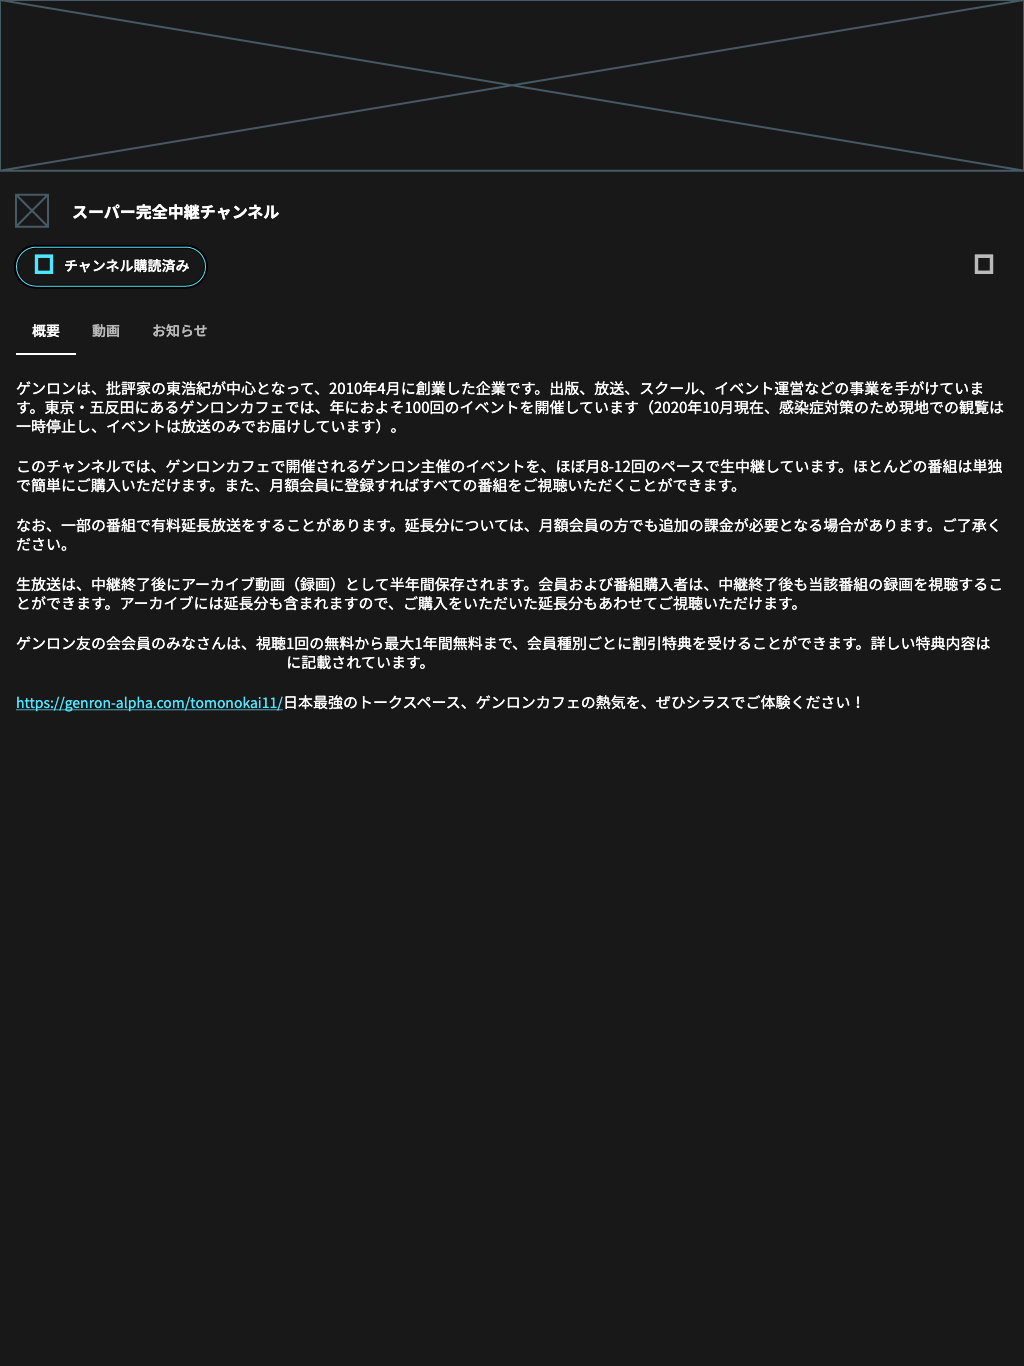 スーパー完全中継チャンネル
チャンネル購読済み
概要 動画 お知らせ
ゲンロンは、批評家の東浩紀が中心となって、2010年4月に創業した企業です。出版、放送、スクール、イベント運営などの事業を手がけていま
す。東京・五反田にあるゲンロンカフェでは、年におよそ100回のイベントを開催しています（2020年10月現在、感染症対策のため現地での観覧は
一時停止し、イベントは放送のみでお届けしています）。
このチャンネルでは、ゲンロンカフェで開催されるゲンロン主催のイベントを、ほぼ月8-12回のペースで生中継しています。ほとんどの番組は単独
で簡単にご購入いただけます。また、月額会員に登録すればすべての番組をご視聴いただくことができます。
なお、一部の番組で有料延長放送をすることがあります。延長分については、月額会員の方でも追加の課金が必要となる場合があります。ご了承く
ださい。
生放送は、中継終了後にアーカイブ動画（録画）として半年間保存されます。会員および番組購入者は、中継終了後も当該番組の録画を視聴するこ
とができます。アーカイブには延長分も含まれますので、ご購入をいただいた延長分もあわせてご視聴いただけます。
ゲンロン友の会会員のみなさんは、視聴1回の無料から最大1年間無料まで、会員種別ごとに割引特典を受けることができます。詳しい特典内容は
に記載されています。
https://genron-alpha.com/tomonokai11/日本最強のトークスペース、ゲンロンカフェの熱気を、ぜひシラスでご体験ください！